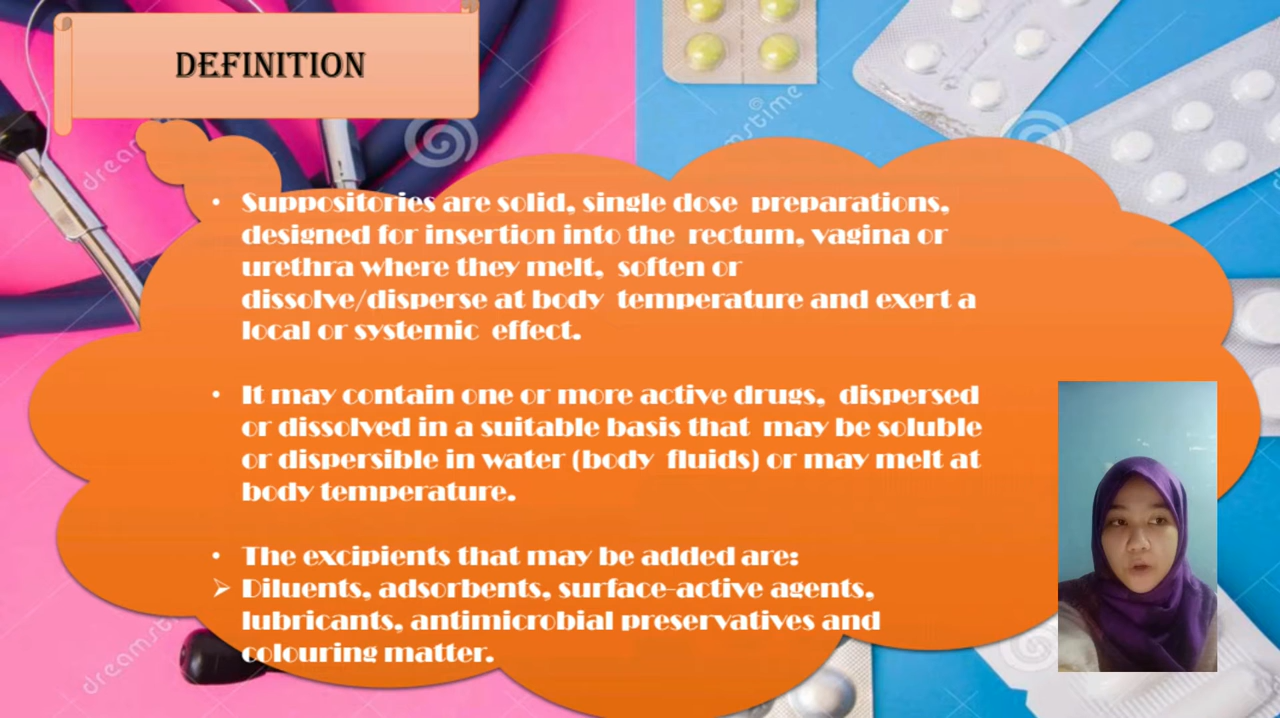 DEFINITION
• Suppositories are solid, single dose preparations,
designed for insertion into the rectum, vagina or
urethra where they melt, soften or
dissolve/disperse at body temperature and exert a
local or systemic effect.
• It may contain one or more active drugs, dispersed
or dissolved in a suitable basis that may be soluble
or dispersible in water (body fluids) or may melt at
body temperature.
• The excipients that may be added are:
➢ Diluents, adsorbents, surface-active agents,
lubricants, antimicrobial preservatives and
colouring matter.